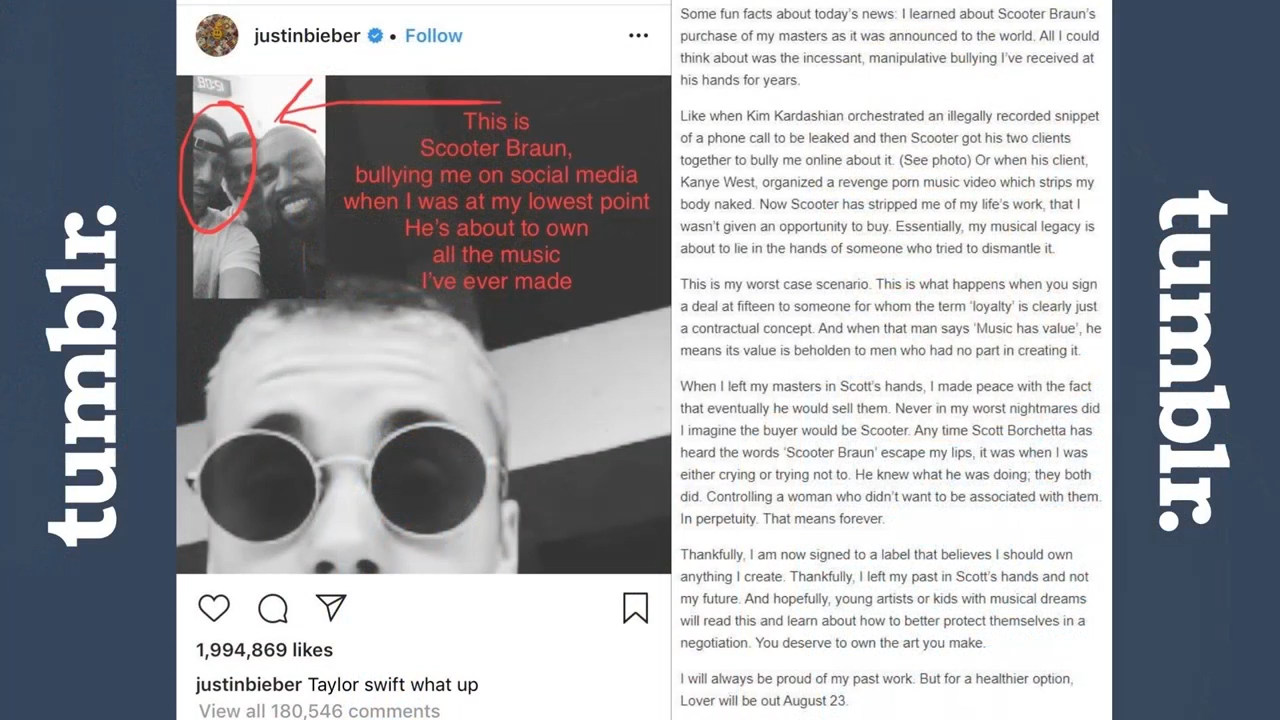 tumblr.
justinbieber • Follow
•••
This is
Scooter Braun,
bullying me on social media
when I was at my lowest point
He's about to own
all the music
I've ever made
1,994,869 likes
justinbieber Taylor swift what up
View all 180,546 comments
Some fun facts about today's news: I learned about Scooter Braun's
purchase of my masters as it was announced to the world. All I could
think about was the incessant, manipulative bullying I've received at
his hands for years.
Like when Kim Kardashian orchestrated an illegally recorded snippet
of a phone call to be leaked and then Scooter got his two clients
together to bully me online about it. (See photo) Or when his client,
Kanye West, organized a revenge porn music video which strips my
body naked. Now Scooter has stripped me of my life's work, that I
wasn't given an opportunity to buy. Essentially, my musical legacy is
about to lie in the hands of someone who tried to dismantle it.
This is my worst case scenario. This is what happens when you sign
a deal at fifteen to someone for whom the term 'loyalty' is clearly just
a contractual concept. And when that man says 'Music has value', he
means its value is beholden to men who had no part in creating it.
When I left my masters in Scott's hands, I made peace with the fact
that eventually he would sell them. Never in my worst nightmares did
I imagine the buyer would be Scooter. Any time Scott Borchetta has
heard the words 'Scooter Braun' escape my lips, it was when I was
either crying or trying not to. He knew what he was doing; they both
did. Controlling a woman who didn't want to be associated with them.
In perpetuity. That means forever.
Thankfully, I am now signed to a label that believes I should own
anything I create. Thankfully, I left my past in Scott's hands and not
my future. And hopefully, young artists or kids with musical dreams
will read this and learn about how to better protect themselves in a
negotiation. You deserve to own the art you make.
I will always be proud of my past work. But for a healthier option,
Lover will be out August 23.
tumblr.